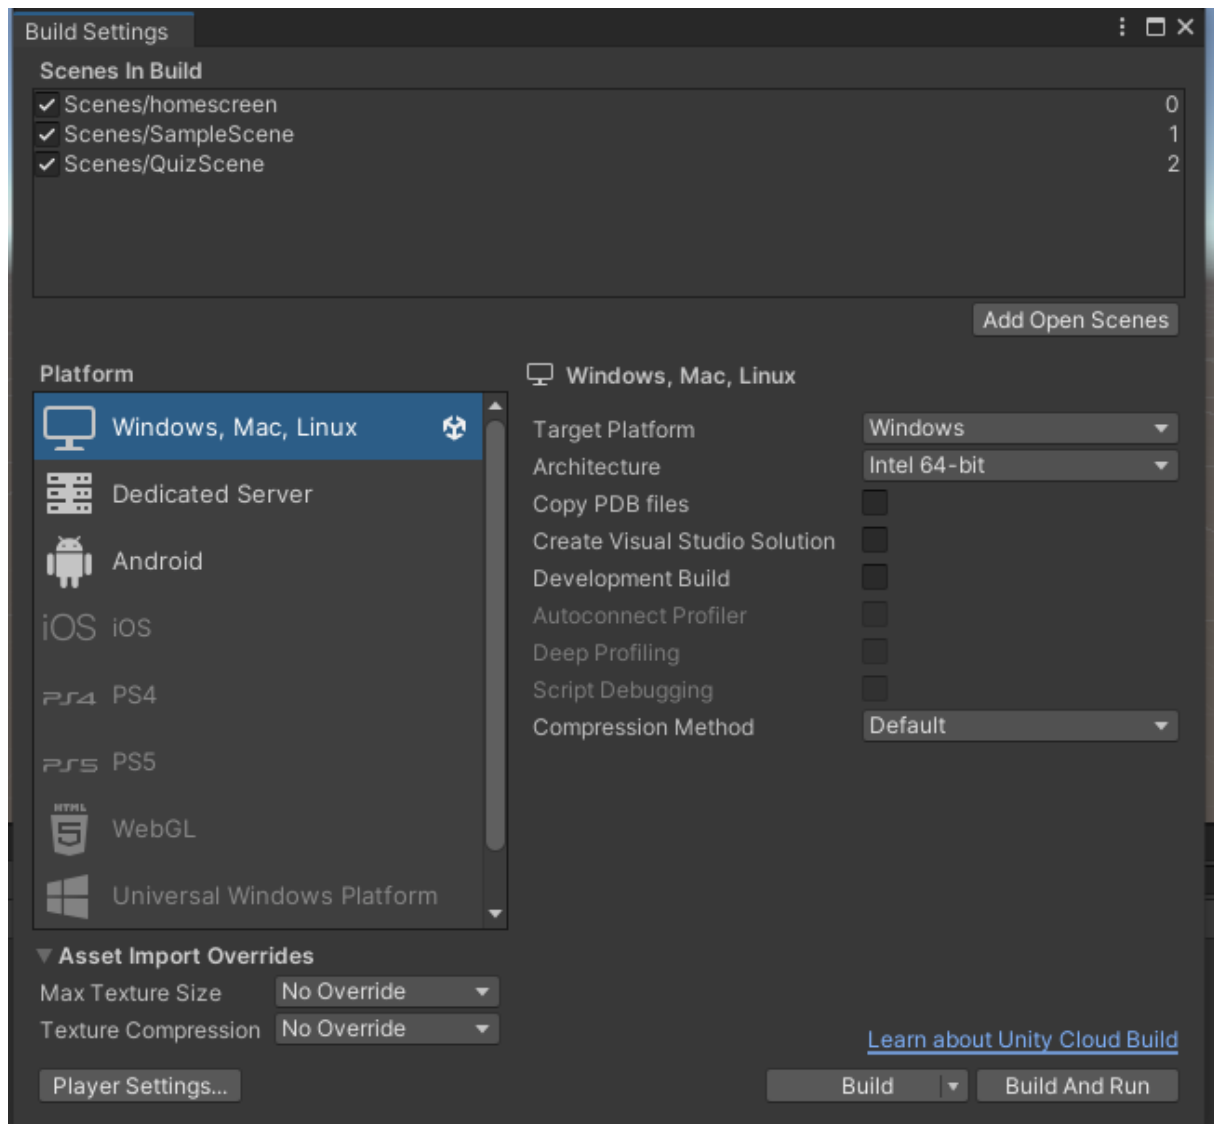 Build Settings
Scenes In Build
Scenes/homescreen 0
Scenes/SampleScene 1
Scenes/QuizScene 2
Add Open Scenes
Platform
Windows, Mac, Linux
Dedicated Server
Android
iOS iOS
PS4 PS4
PS5 PS5
HTML
5 WebGL
Universal Windows Platform
Windows, Mac, Linux
Target Platform Windows
Architecture Intel 64-bit
Copy PDB files
Create Visual Studio Solution
Development Build
Autoconnect Profiler
Deep Profiling
Script Debugging
Compression Method Default
Asset Import Overrides
Max Texture Size No Override
Texture Compression No Override
Learn about Unity Cloud Build
Player Settings... Build Build And Run